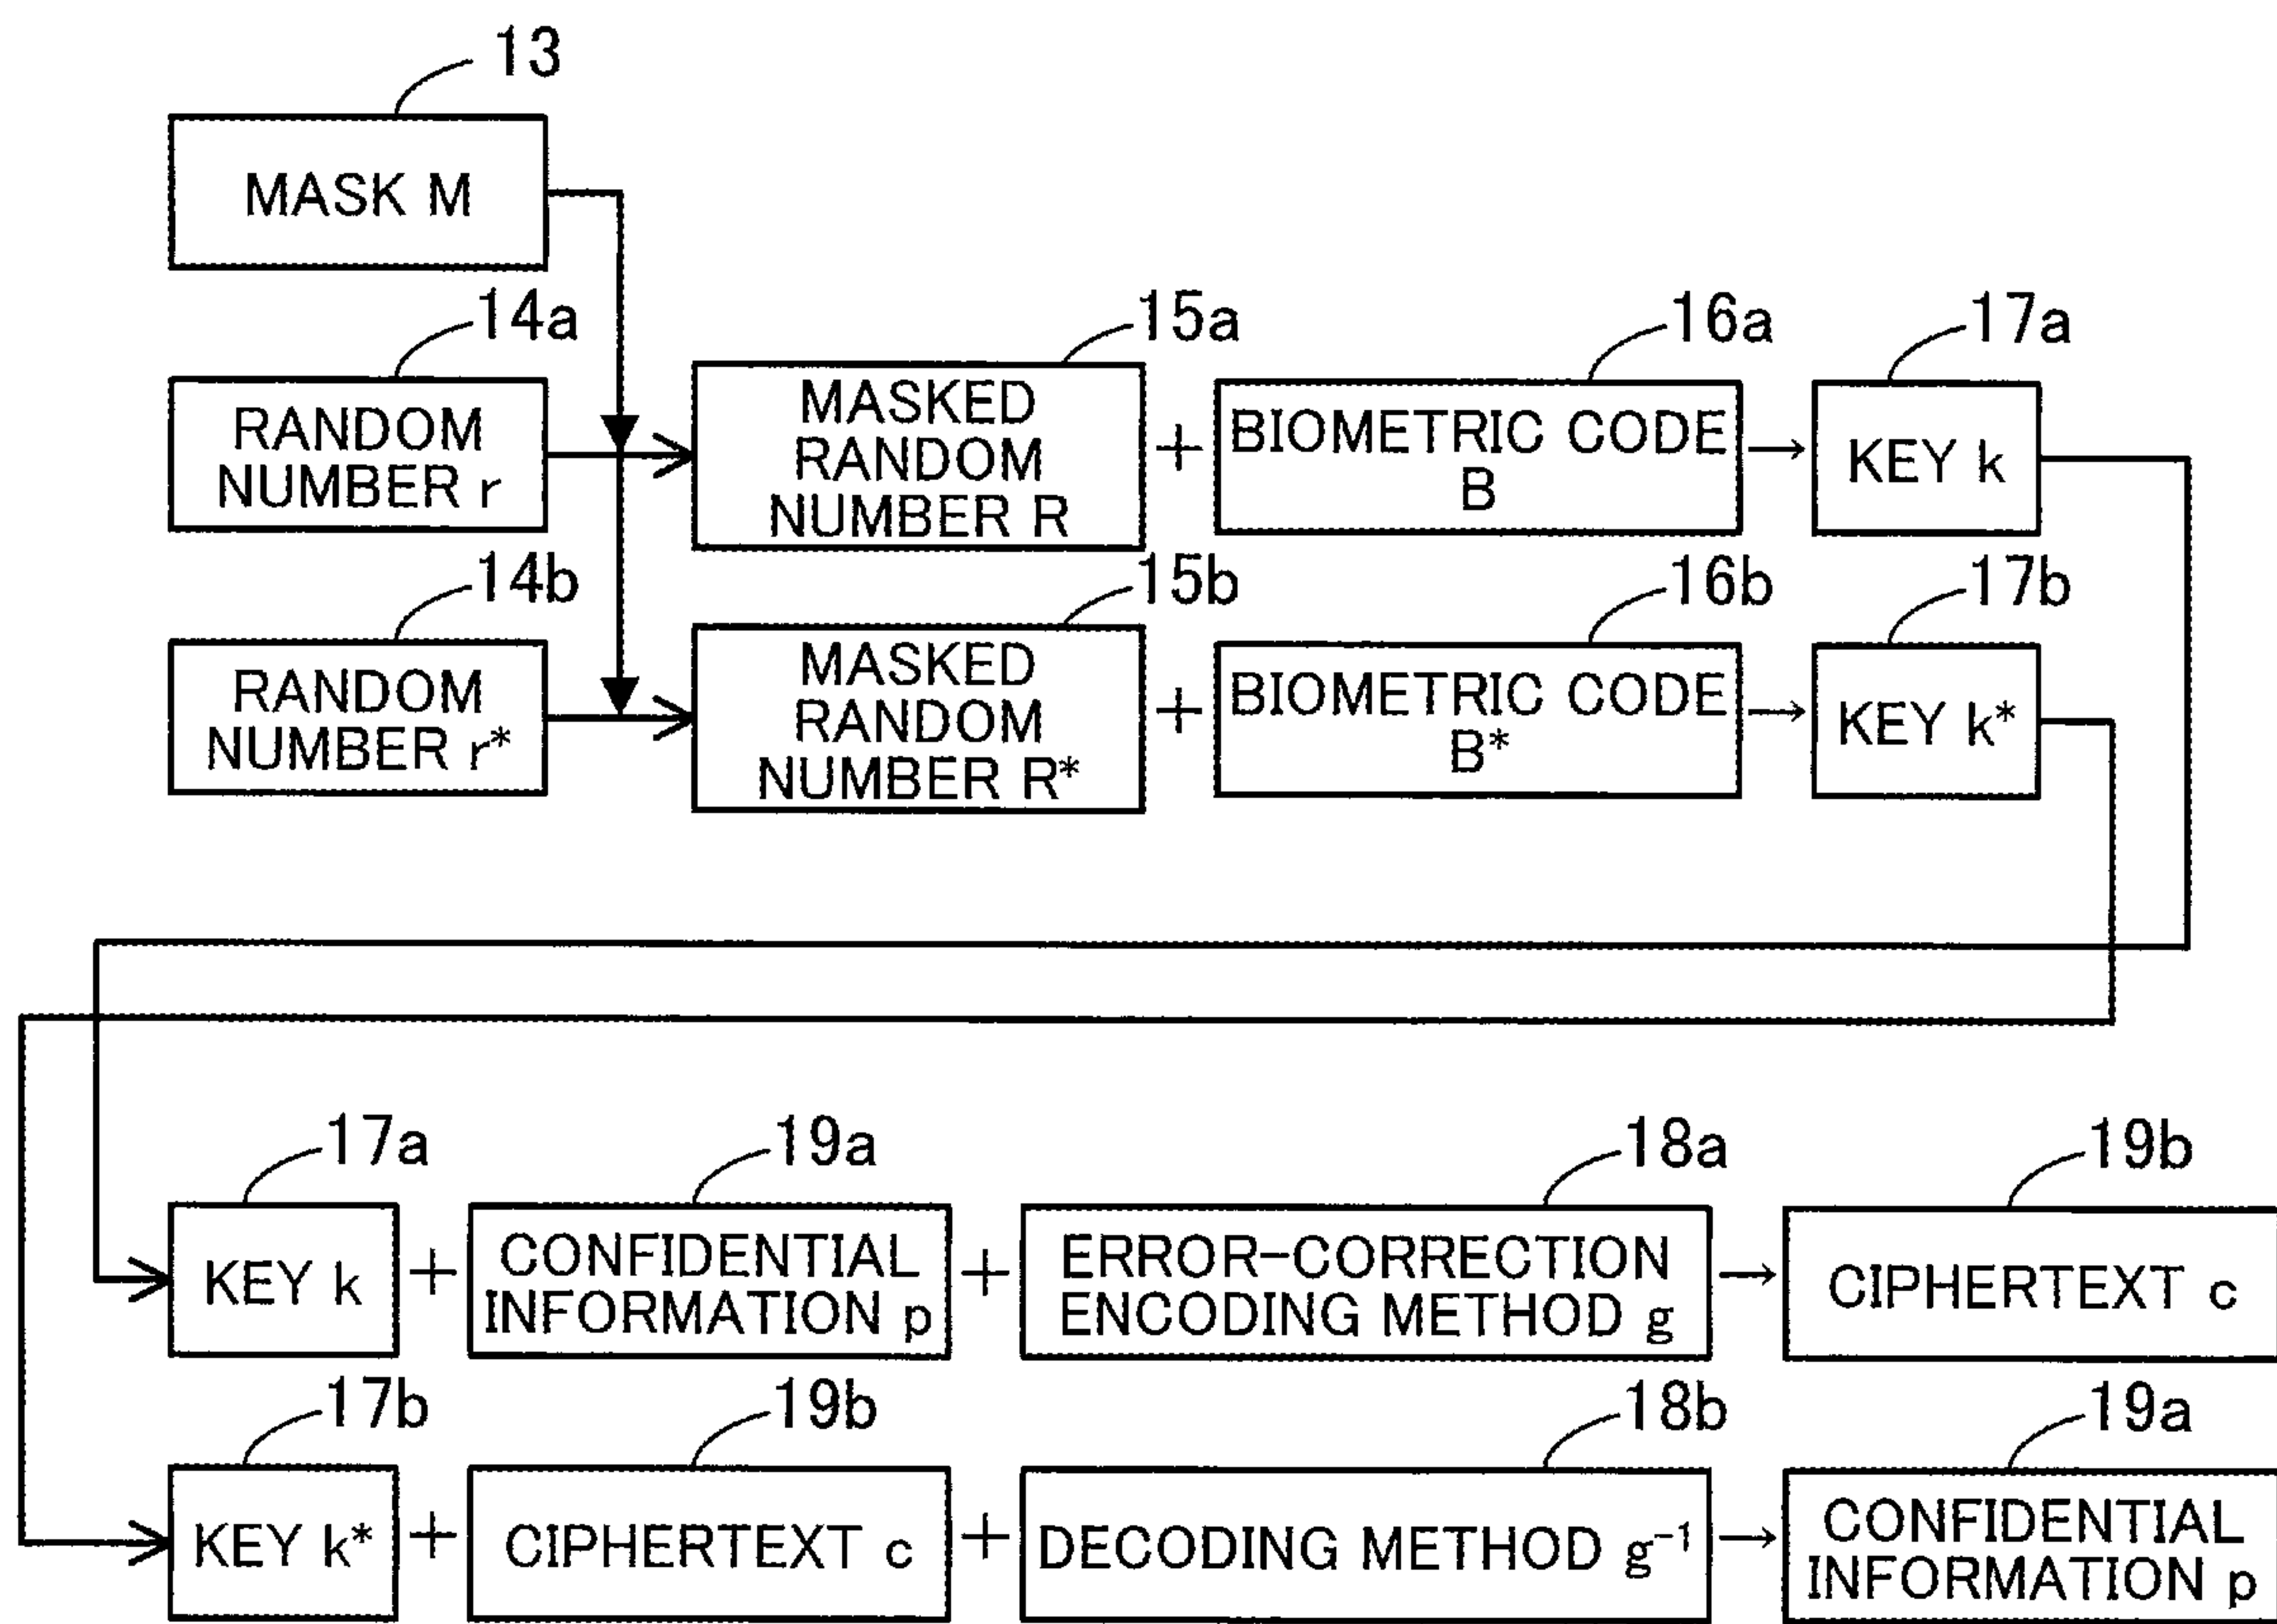 13
MASK M
14a
15a
16a
17a
RANDOM
NUMBER r
MASKED
RANDOM
NUMBER R
+
BIOMETRIC CODE
B
→
KEY k
14b
15b
16b
17b
RANDOM
NUMBER r*
MASKED
RANDOM
NUMBER R*
+
BIOMETRIC CODE
B*
→
KEY k*
17a
19a
18a
19b
KEY k
+
CONFIDENTIAL
INFORMATION p
+
ERROR-CORRECTION
ENCODING METHOD g
→
CIPHERTEXT c
17b
19b
18b
19a
KEY k*
+
CIPHERTEXT c
+
DECODING METHOD g⁻¹
→
CONFIDENTIAL
INFORMATION p